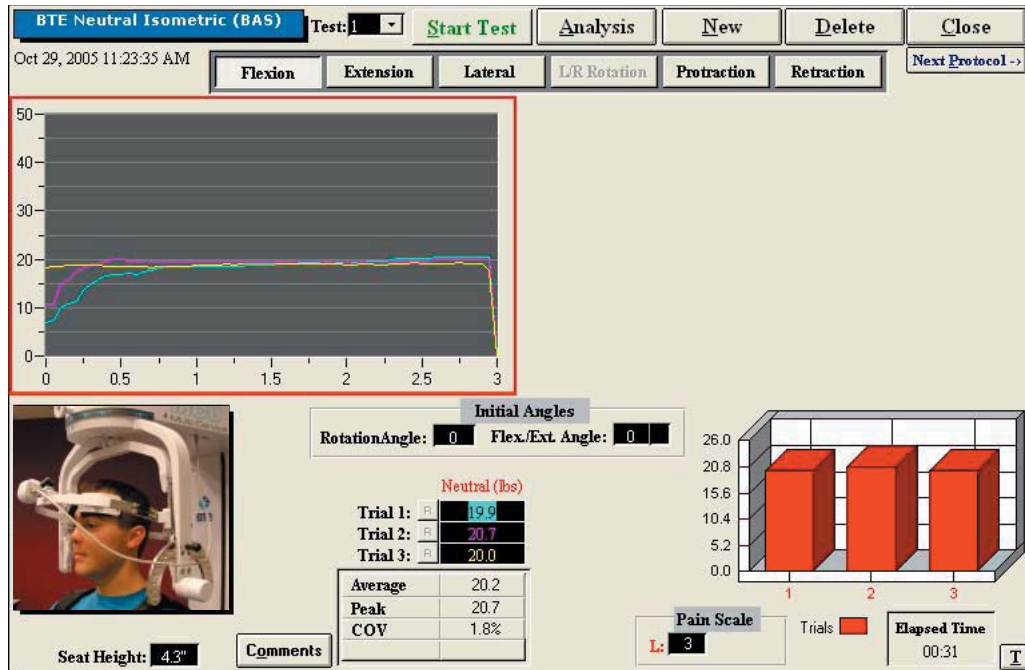 BTE Neutral Isometric (BAS)
Test: 1
Start Test
Analysis
New
Delete
Close
Oct 29, 2005 11:23:35 AM
Flexion
Extension
Lateral
L/R Rotation
Protraction
Retraction
Next Protocol ->
50
40
30
20
10
0
0 0.5 1 1.5 2 2.5 3
Initial Angles
RotationAngle: 0 Flex./Ext. Angle: 0
Neutral (lbs)
Trial 1: R 19.9
Trial 2: R 20.7
Trial 3: R 20.0
Average 20.2
Peak 20.7
COV 1.8%
26.0
20.8
15.6
10.4
5.2
0.0
1 2 3
Pain Scale
L: 3
Trials
Elapsed Time
00:31
Seat Height: 4.3"
Comments
T